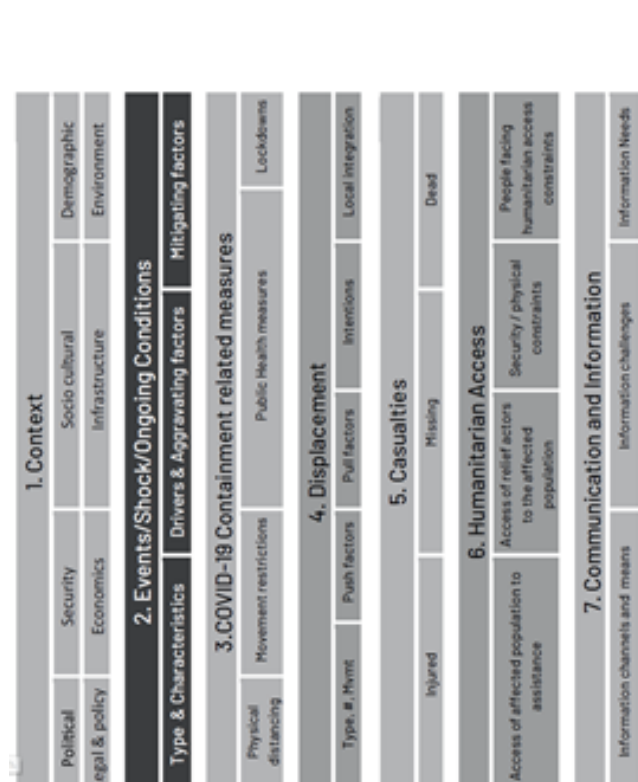 1. Context
Political
Security
Socio cultural
Demographic
egal & policy
Economics
Infrastructure
Environment
2. Events/Shock/Ongoing Conditions
Type & Characteristics
Drivers & Aggravating factors
Mitigating factors
3.COVID-19 Containment related measures
Physical
distancing
Movement restrictions
Public Health measures
Lockdowns
4. Displacement
Type, #, Mvmt
Push factors
Pull factors
Intentions
Local integration
5. Casualties
Injured
Missing
Dead
6. Humanitarian Access
Access of affected population to
assistance
Access of relief actors
to the affected
population
Security / physical
constraints
People facing
humanitarian access
constraints
7. Communication and Information
Information channels and means
Information challenges
Information Needs